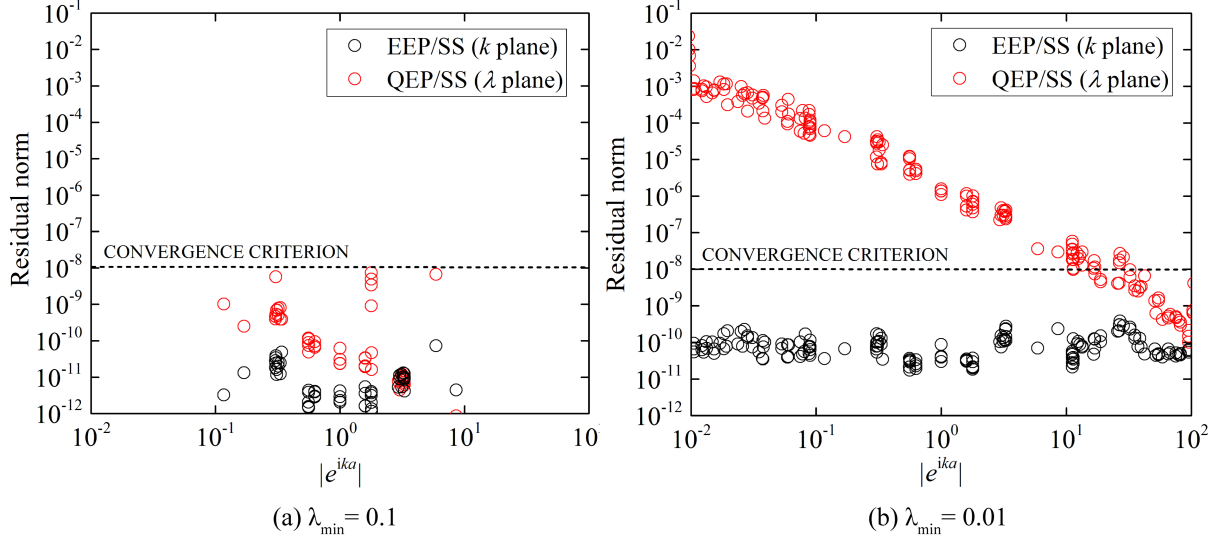 10^-1
10^-2
10^-3
10^-4
10^-5
10^-6
10^-7
10^-8
10^-9
10^-10
10^-11
10^-12
Residual norm
EEP/SS (k plane)
QEP/SS (λ plane)
CONVERGENCE CRITERION
10^-2 10^-1 10^0 10^1 10^2
|e^ika|
(a) λ_min = 0.1
10^-1
10^-2
10^-3
10^-4
10^-5
10^-6
10^-7
10^-8
10^-9
10^-10
10^-11
10^-12
Residual norm
EEP/SS (k plane)
QEP/SS (λ plane)
CONVERGENCE CRITERION
10^-2 10^-1 10^0 10^1 10^2
|e^ika|
(b) λ_min = 0.01